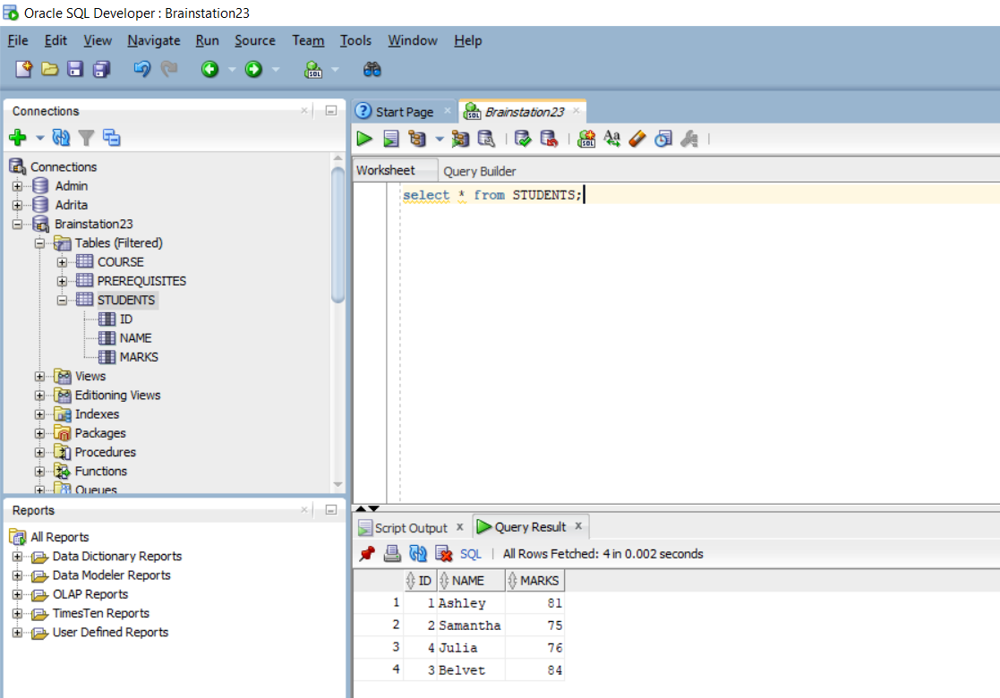 Oracle SQL Developer : Brainstation23
File Edit View Navigate Run Source Team Tools Window Help
SQL
Connections
Connections
Admin
Adrita
Brainstation23
Tables (Filtered)
COURSE
PREREQUISITES
STUDENTS
ID
NAME
MARKS
Views
Editioning Views
Indexes
Packages
Procedures
Functions
Queues
Reports
All Reports
Data Dictionary Reports
Data Modeler Reports
OLAP Reports
TimesTen Reports
User Defined Reports
Start Page Brainstation23
Worksheet Query Builder
select * from STUDENTS;
Script Output x Query Result x
SQL | All Rows Fetched: 4 in 0.002 seconds
ID NAME MARKS
1 1 Ashley 81
2 2 Samantha 75
3 4 Julia 76
4 3 Belvet 84